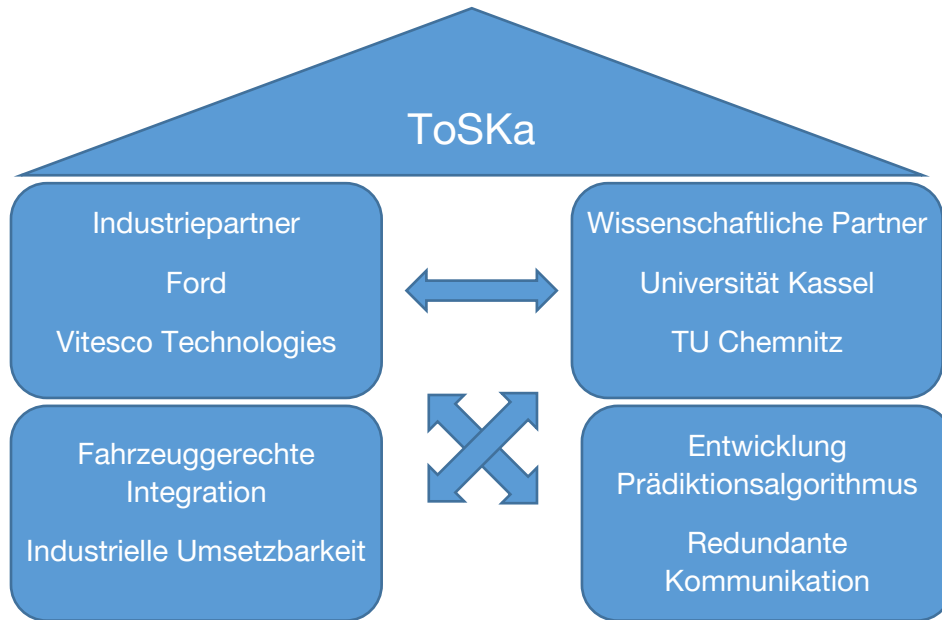 ToSKa
Industriepartner
Ford
Vitesco Technologies
Wissenschaftliche Partner
Universität Kassel
TU Chemnitz
Fahrzeuggerechte
Integration
Industrielle Umsetzbarkeit
Entwicklung
Prädiktionsalgorithmus
Redundante
Kommunikation